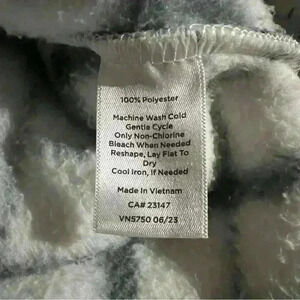 100% Polyester
Machine Wash Cold
Gentle Cycle
Only Non-Chlorine
Bleach When Needed
Reshape, Lay Flat To
Dry
Cool Iron, If Needed
Made In Vietnam
CA# 23147
VN5750 06/23